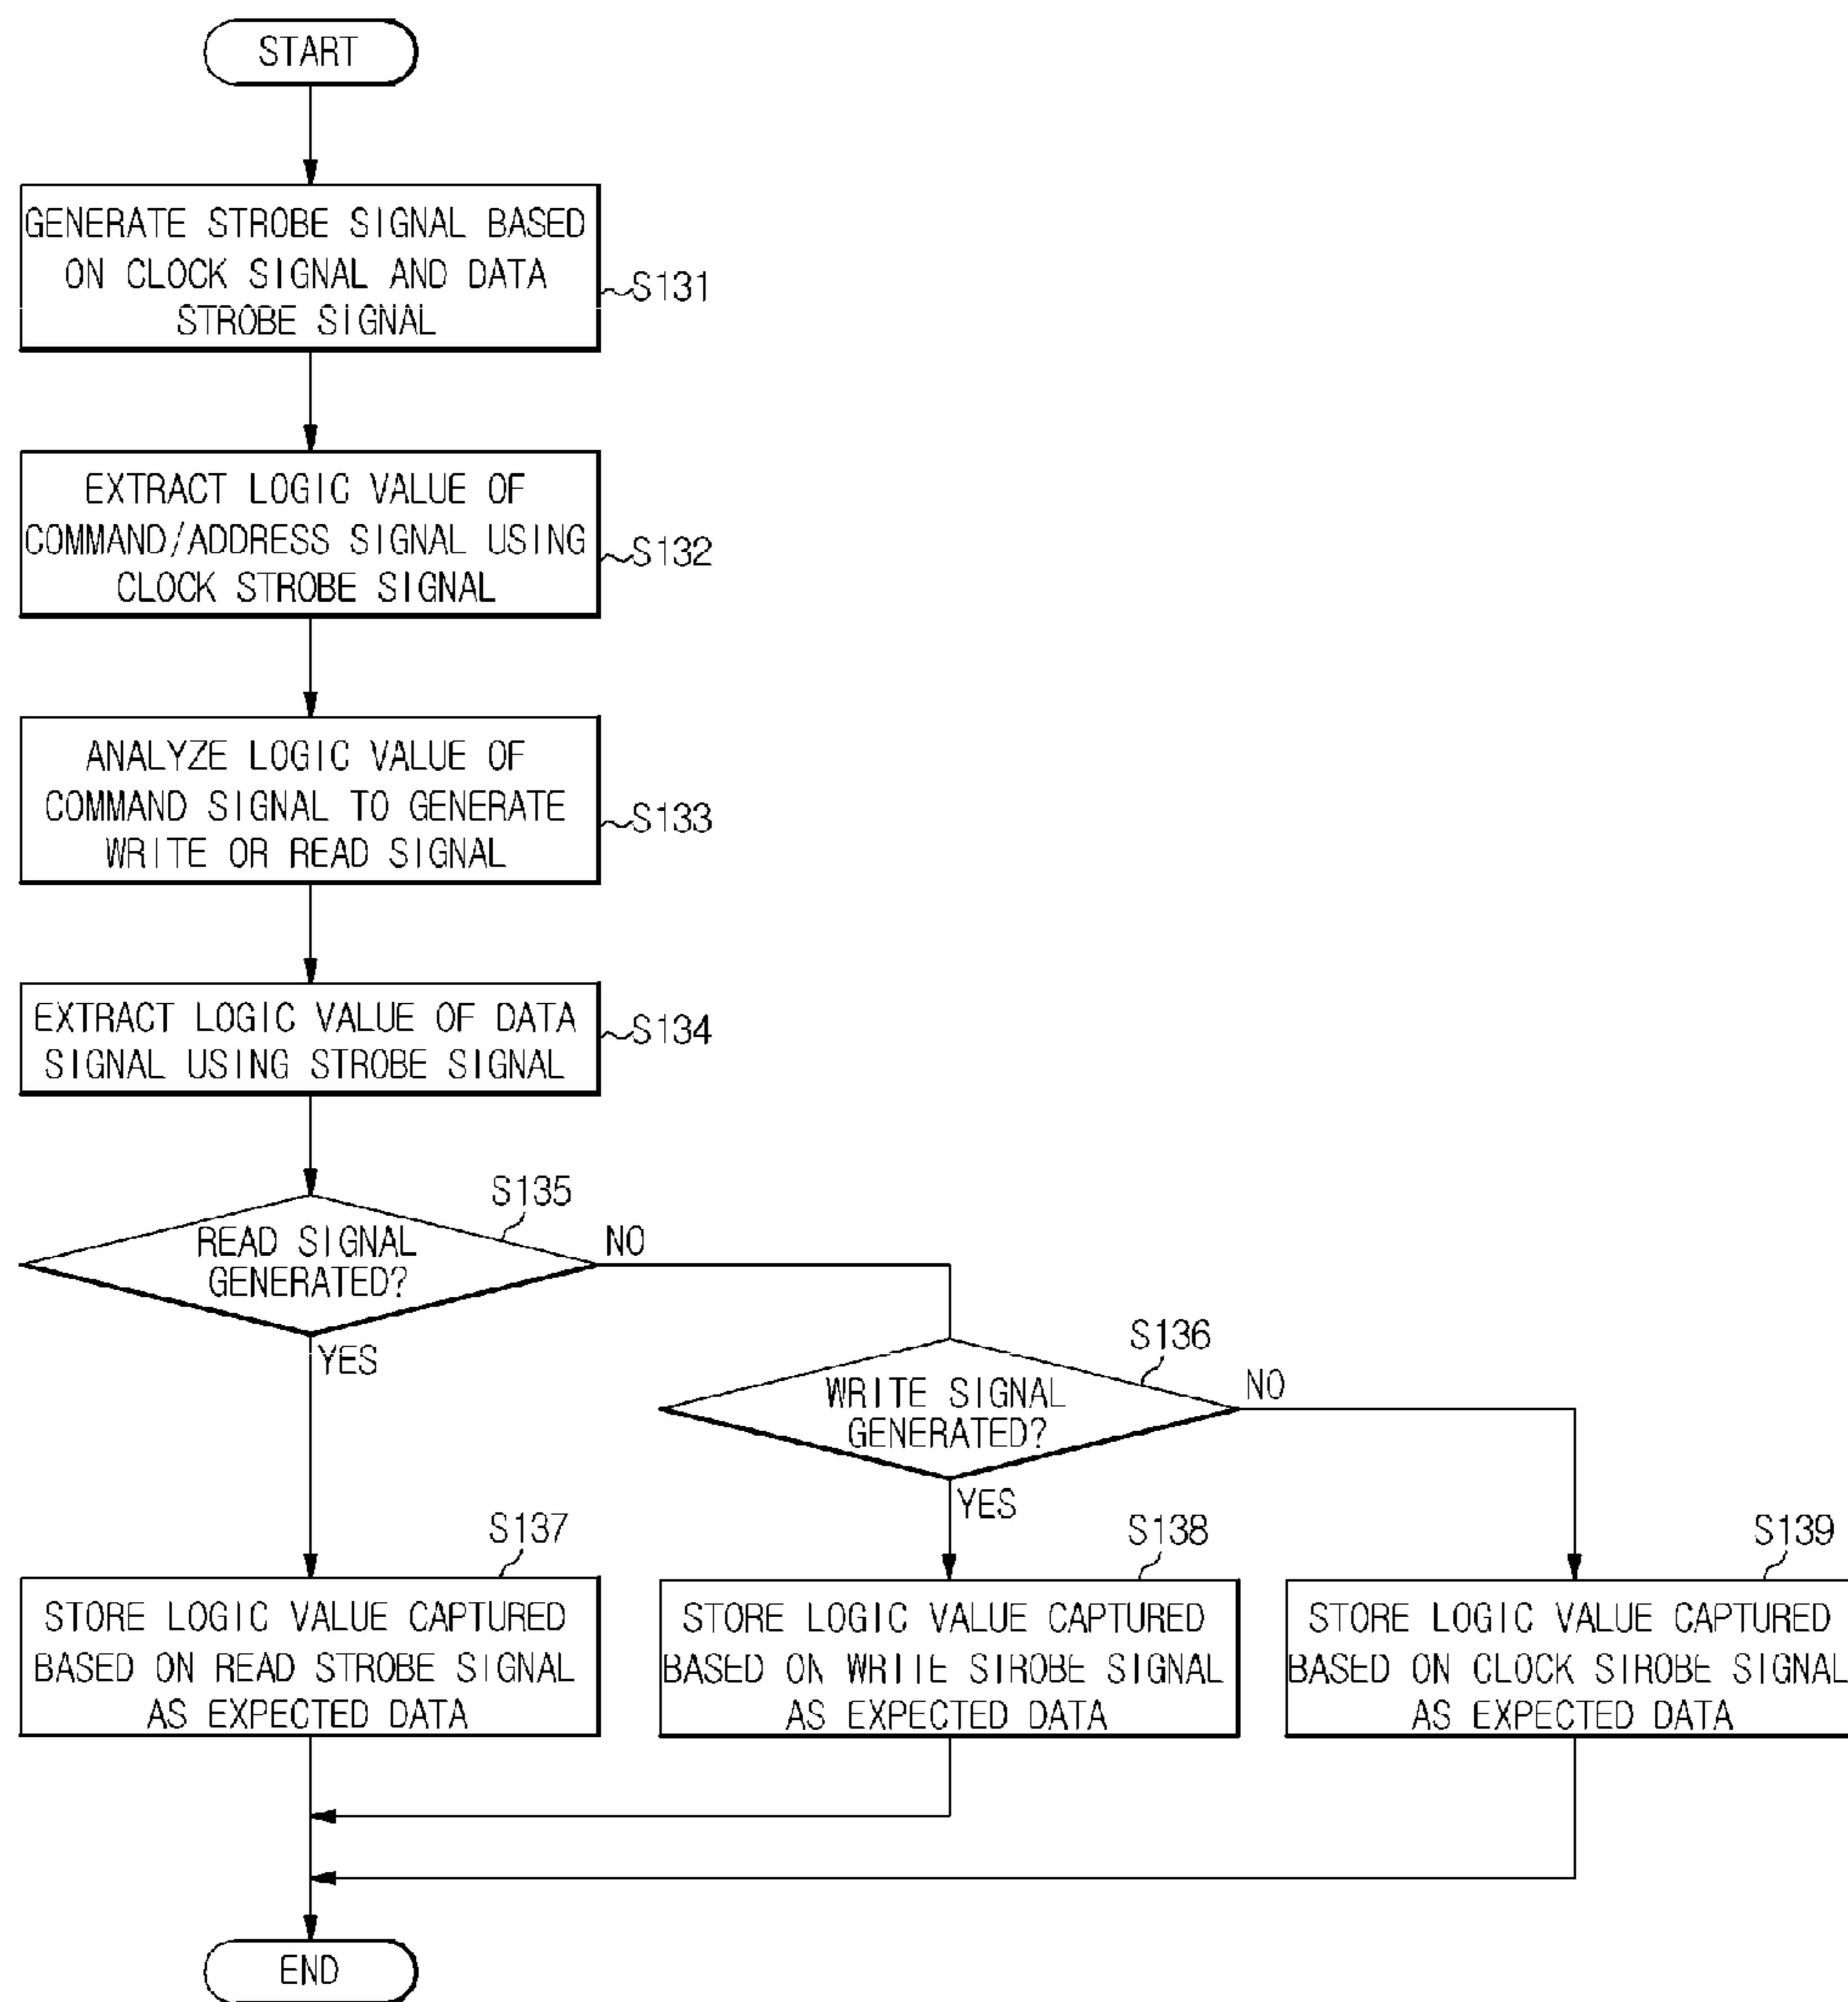 START
GENERATE STROBE SIGNAL BASED
ON CLOCK SIGNAL AND DATA
STROBE SIGNAL
S131
EXTRACT LOGIC VALUE OF
COMMAND/ADDRESS SIGNAL USING
CLOCK STROBE SIGNAL
S132
ANALYZE LOGIC VALUE OF
COMMAND SIGNAL TO GENERATE
WRITE OR READ SIGNAL
S133
EXTRACT LOGIC VALUE OF DATA
SIGNAL USING STROBE SIGNAL
S134
S135
READ SIGNAL
GENERATED?
NO
YES
S136
WRITE SIGNAL
GENERATED?
NO
YES
S137
STORE LOGIC VALUE CAPTURED
BASED ON READ STROBE SIGNAL
AS EXPECTED DATA
S138
STORE LOGIC VALUE CAPTURED
BASED ON WRITE STROBE SIGNAL
AS EXPECTED DATA
S139
STORE LOGIC VALUE CAPTURED
BASED ON CLOCK STROBE SIGNAL
AS EXPECTED DATA
END